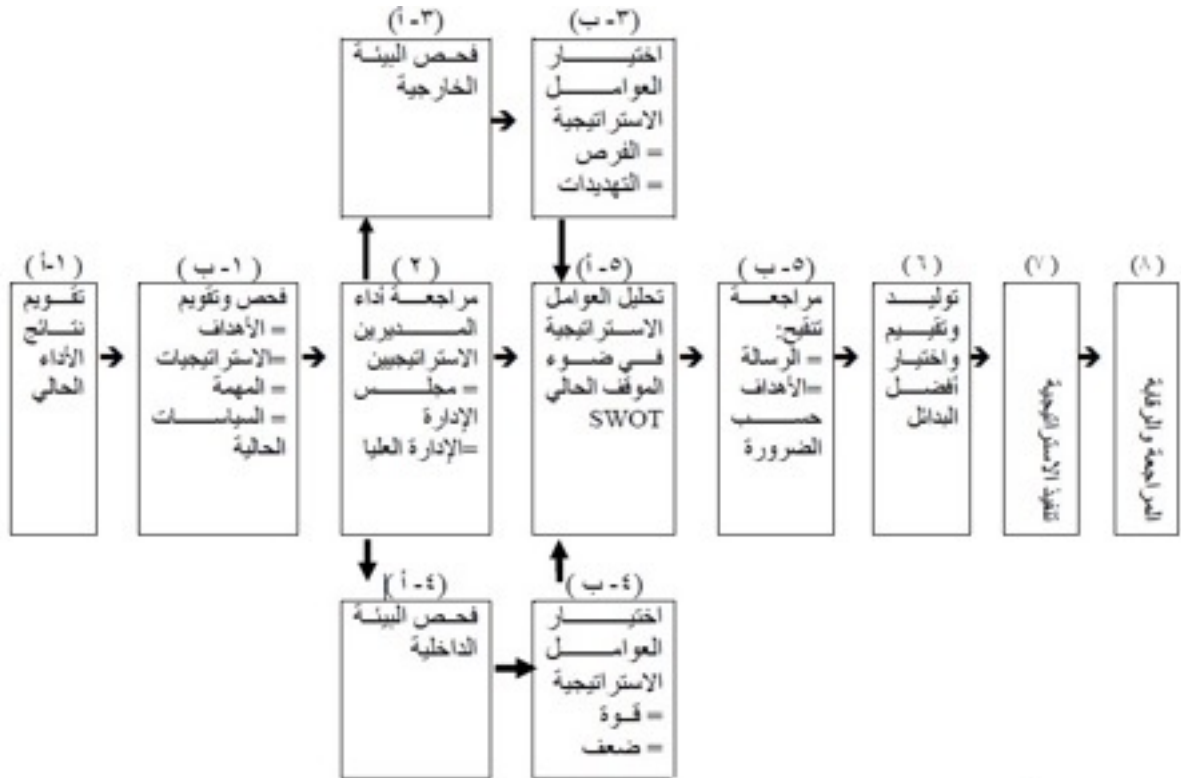 (٣- أ)
فحص البيئة
الخارجية
(٣- ب)
اختيار
العوامل
الاستراتيجية
= الفرص
= التهديدات
(١-أ)
تقويم
نتائج
الأداء
الحالي
(١- ب)
فحص وتقويم
= الأهداف
=الاستراتيجيات
= المهمة
= السياسات
الحالية
(٢)
مراجعة أداء
المديرين
الاستراتيجيين
= مجلس
الإدارة
=الإدارة العليا
(٥- أ)
تحليل العوامل
الاستراتيجية
في ضوء
الموقف الحالي
SWOT
(٥- ب)
مراجعة
تنقيح:
= الرسالة
=الأهداف
حسب
الضرورة
(٦)
توليد
وتقييم
واختيار
أفضل
البدائل
(٧)
تنفيذ الاستراتيجية
(٨)
المراجعة والرقابة
(٤- أ)
فحص البيئة
الداخلية
(٤- ب)
اختيار
العوامل
الاستراتيجية
= قوة
= ضعف